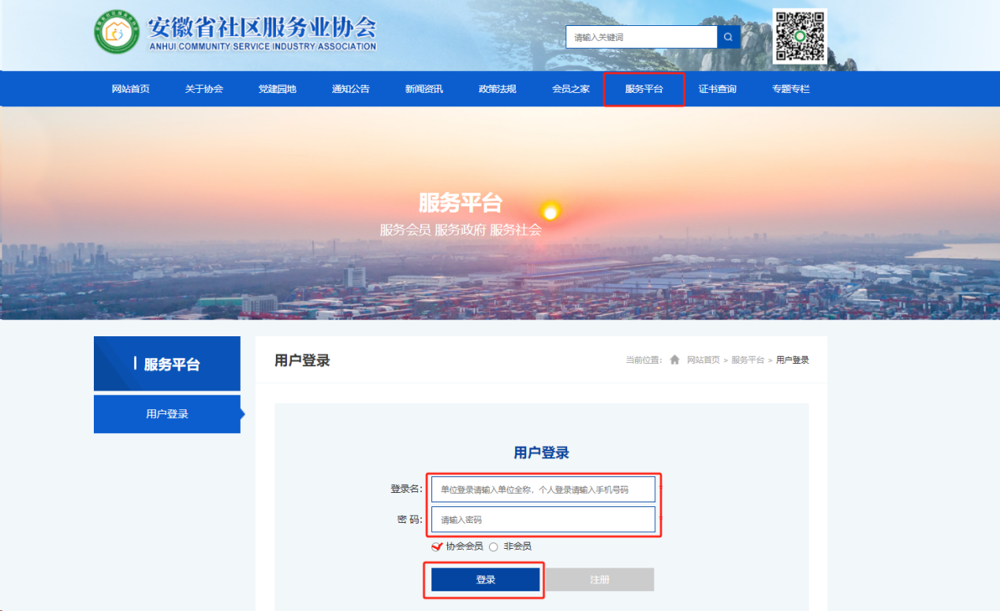 安徽省社区服务业协会
ANHUI COMMUNITY SERVICE INDUSTRY ASSOCIATION
请输入关键词
网站首页 关于协会 党建园地 通知公告 新闻资讯 政策法规 会员之家 服务平台 证书查询 专题专栏
服务平台
服务会员 服务政府 服务社会
服务平台
用户登录
用户登录
当前位置: 网站首页 > 服务平台 > 用户登录
用户登录
登录名: 单位登录请输入单位全称，个人登录请输入手机号码 *
密 码: 请输入密码 *
协会会员 非会员
登录 注册